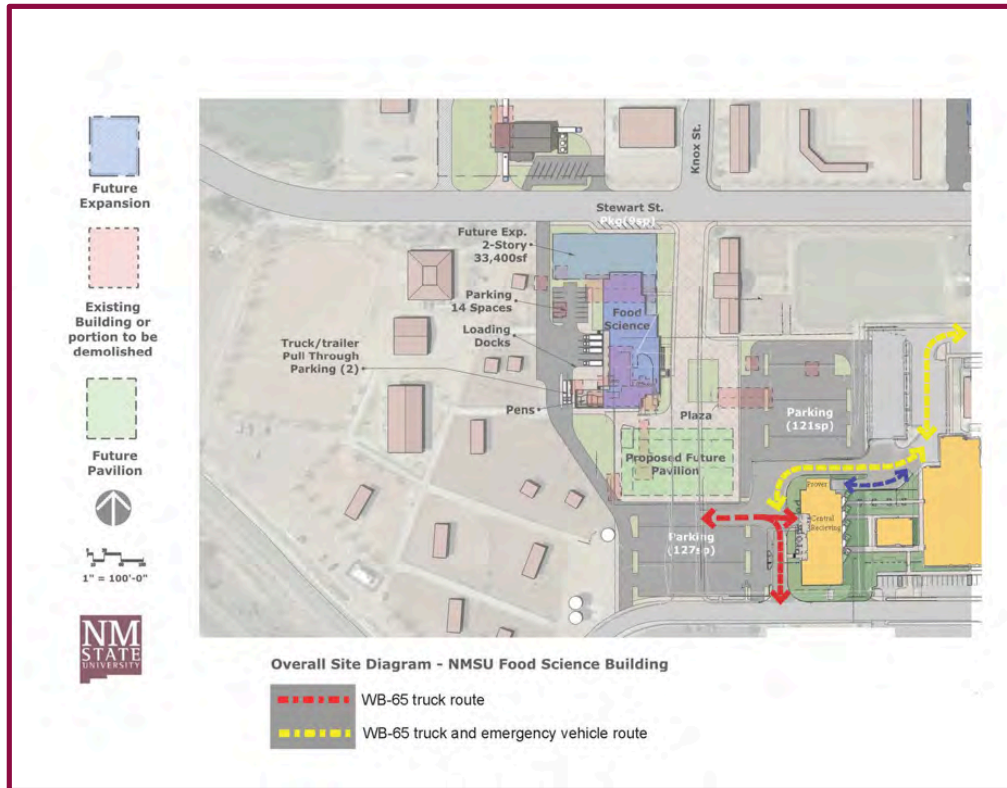 Future
Expansion
Existing
Building or
portion to be
demolished
Future
Pavilion
1" = 100'-0"
NM
STATE
UNIVERSITY
Knox St.
Stewart St.
Pkg(9sp)
Future Exp.
2-Story
33,400sf
Parking
14 Spaces
Food
Science
Loading
Docks
Truck/trailer
Pull Through
Parking (2)
Pens
Plaza
Parking
(121sp)
Proposed Future
Pavilion
Central
Recieving
Parking
(127sp)
Overall Site Diagram - NMSU Food Science Building
WB-65 truck route
WB-65 truck and emergency vehicle route